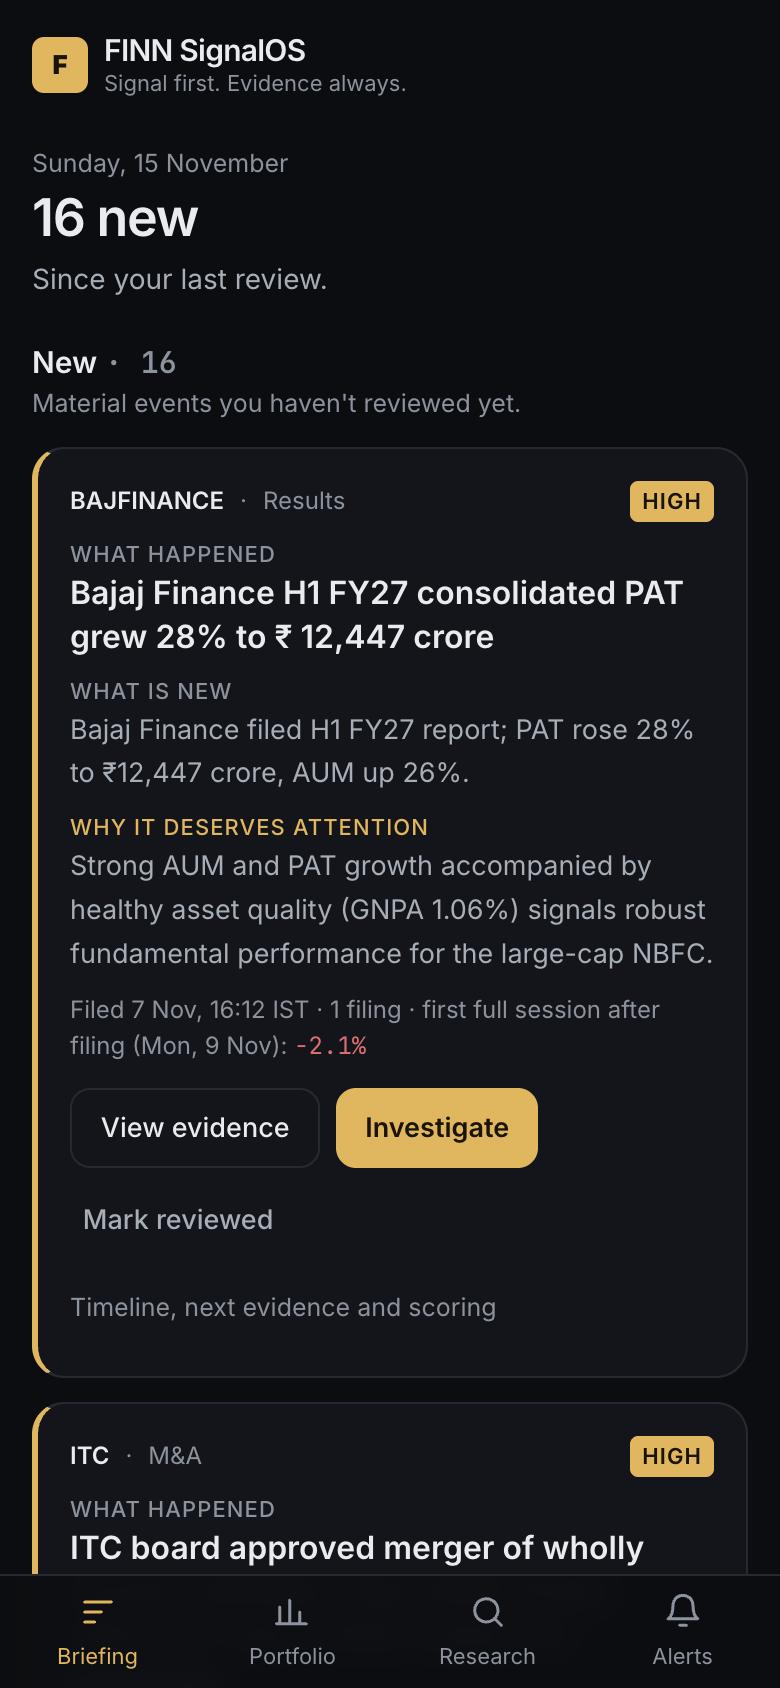 F
FINN SignalOS
Signal first. Evidence always.
Sunday, 15 November
16 new
Since your last review.
New · 16
Material events you haven't reviewed yet.
BAJFINANCE · Results
HIGH
WHAT HAPPENED
Bajaj Finance H1 FY27 consolidated PAT
grew 28% to ₹ 12,447 crore
WHAT IS NEW
Bajaj Finance filed H1 FY27 report; PAT rose 28%
to ₹12,447 crore, AUM up 26%.
WHY IT DESERVES ATTENTION
Strong AUM and PAT growth accompanied by
healthy asset quality (GNPA 1.06%) signals robust
fundamental performance for the large-cap NBFC.
Filed 7 Nov, 16:12 IST · 1 filing · first full session after
filing (Mon, 9 Nov): -2.1%
View evidence
Investigate
Mark reviewed
Timeline, next evidence and scoring
ITC · M&A
HIGH
WHAT HAPPENED
ITC board approved merger of wholly
Briefing
Portfolio
Research
Alerts